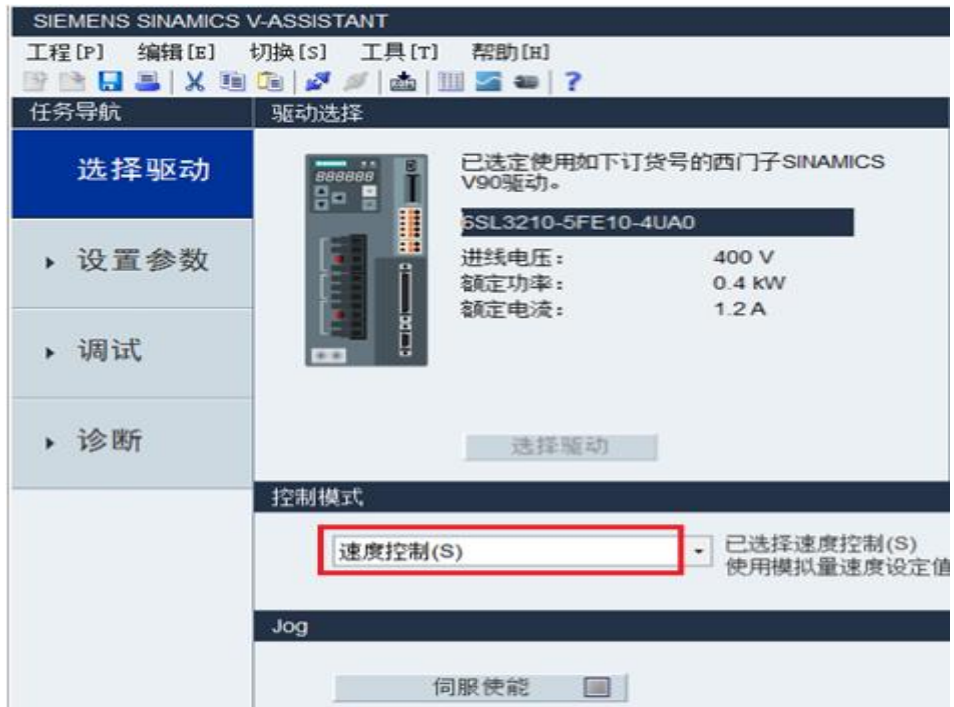 SIEMENS SINAMICS V-ASSISTANT
工程[P] 编辑[E] 切换[S] 工具[T] 帮助[H]
任务导航
驱动选择
选择驱动
设置参数
调试
诊断
已选定使用如下订货号的西门子SINAMICS
V90驱动。
6SL3210-5FE10-4UA0
进线电压: 400 V
额定功率: 0.4 kW
额定电流: 1.2 A
选择驱动
控制模式
速度控制(S)
已选择速度控制(S)
使用模拟量速度设定值
Jog
伺服使能